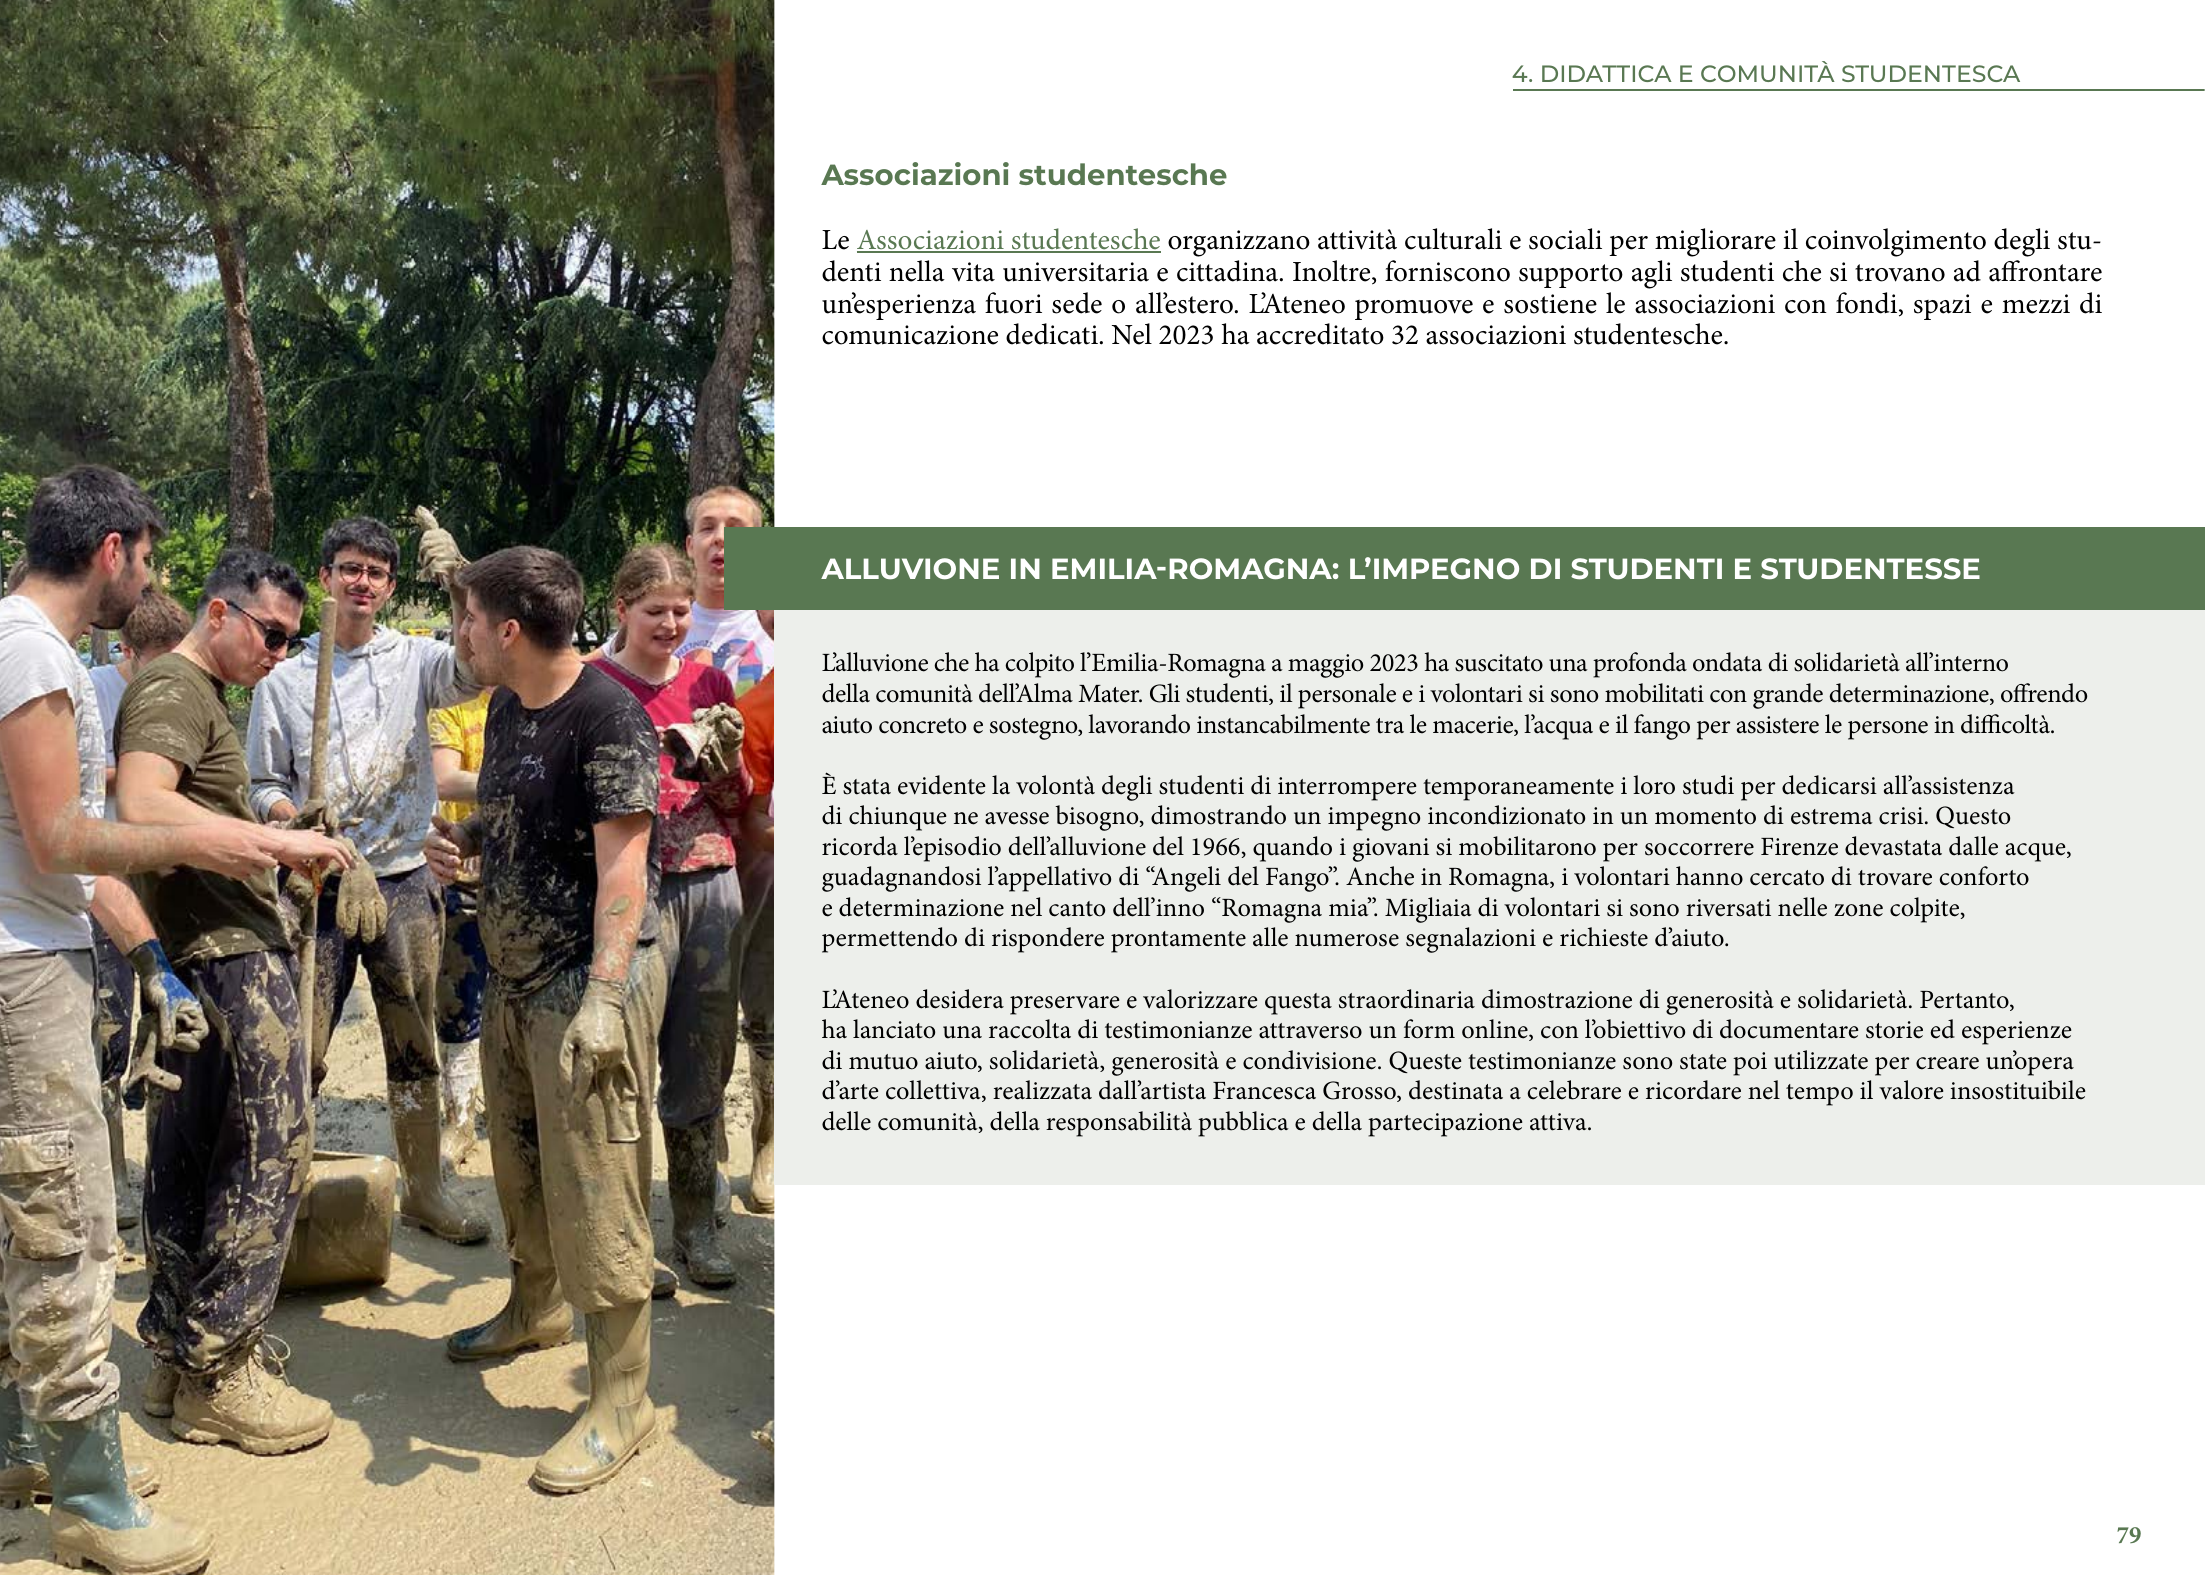 4. DIDATTICA E COMUNITÀ STUDENTESCA
Associazioni studentesche
Le Associazioni studentesche organizzano attività culturali e sociali per migliorare il coinvolgimento degli stu-
denti nella vita universitaria e cittadina. Inoltre, forniscono supporto agli studenti che si trovano ad affrontare
un’esperienza fuori sede o all’estero. L’Ateneo promuove e sostiene le associazioni con fondi, spazi e mezzi di
comunicazione dedicati. Nel 2023 ha accreditato 32 associazioni studentesche.
ALLUVIONE IN EMILIA-ROMAGNA: L’IMPEGNO DI STUDENTI E STUDENTESSE
L’alluvione che ha colpito l’Emilia-Romagna a maggio 2023 ha suscitato una profonda ondata di solidarietà all’interno
della comunità dell’Alma Mater. Gli studenti, il personale e i volontari si sono mobilitati con grande determinazione, offrendo
aiuto concreto e sostegno, lavorando instancabilmente tra le macerie, l’acqua e il fango per assistere le persone in difficoltà.
È stata evidente la volontà degli studenti di interrompere temporaneamente i loro studi per dedicarsi all’assistenza
di chiunque ne avesse bisogno, dimostrando un impegno incondizionato in un momento di estrema crisi. Questo
ricorda l’episodio dell’alluvione del 1966, quando i giovani si mobilitarono per soccorrere Firenze devastata dalle acque,
guadagnandosi l’appellativo di “Angeli del Fango”. Anche in Romagna, i volontari hanno cercato di trovare conforto
e determinazione nel canto dell’inno “Romagna mia”. Migliaia di volontari si sono riversati nelle zone colpite,
permettendo di rispondere prontamente alle numerose segnalazioni e richieste d’aiuto.
L’Ateneo desidera preservare e valorizzare questa straordinaria dimostrazione di generosità e solidarietà. Pertanto,
ha lanciato una raccolta di testimonianze attraverso un form online, con l’obiettivo di documentare storie ed esperienze
di mutuo aiuto, solidarietà, generosità e condivisione. Queste testimonianze sono state poi utilizzate per creare un’opera
d’arte collettiva, realizzata dall’artista Francesca Grosso, destinata a celebrare e ricordare nel tempo il valore insostituibile
delle comunità, della responsabilità pubblica e della partecipazione attiva.
79